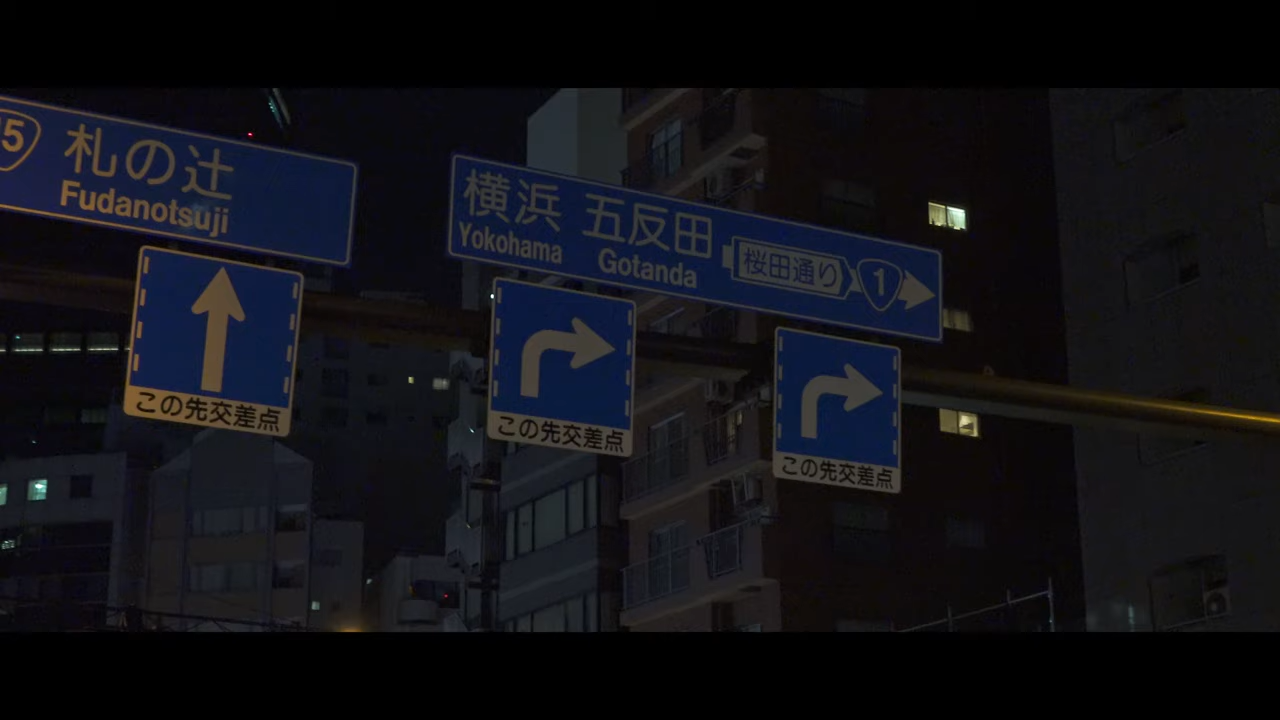 札の辻
Fudanotsuji
横浜 五反田
Yokohama Gotanda
桜田通り
1
この先交差点
この先交差点
この先交差点